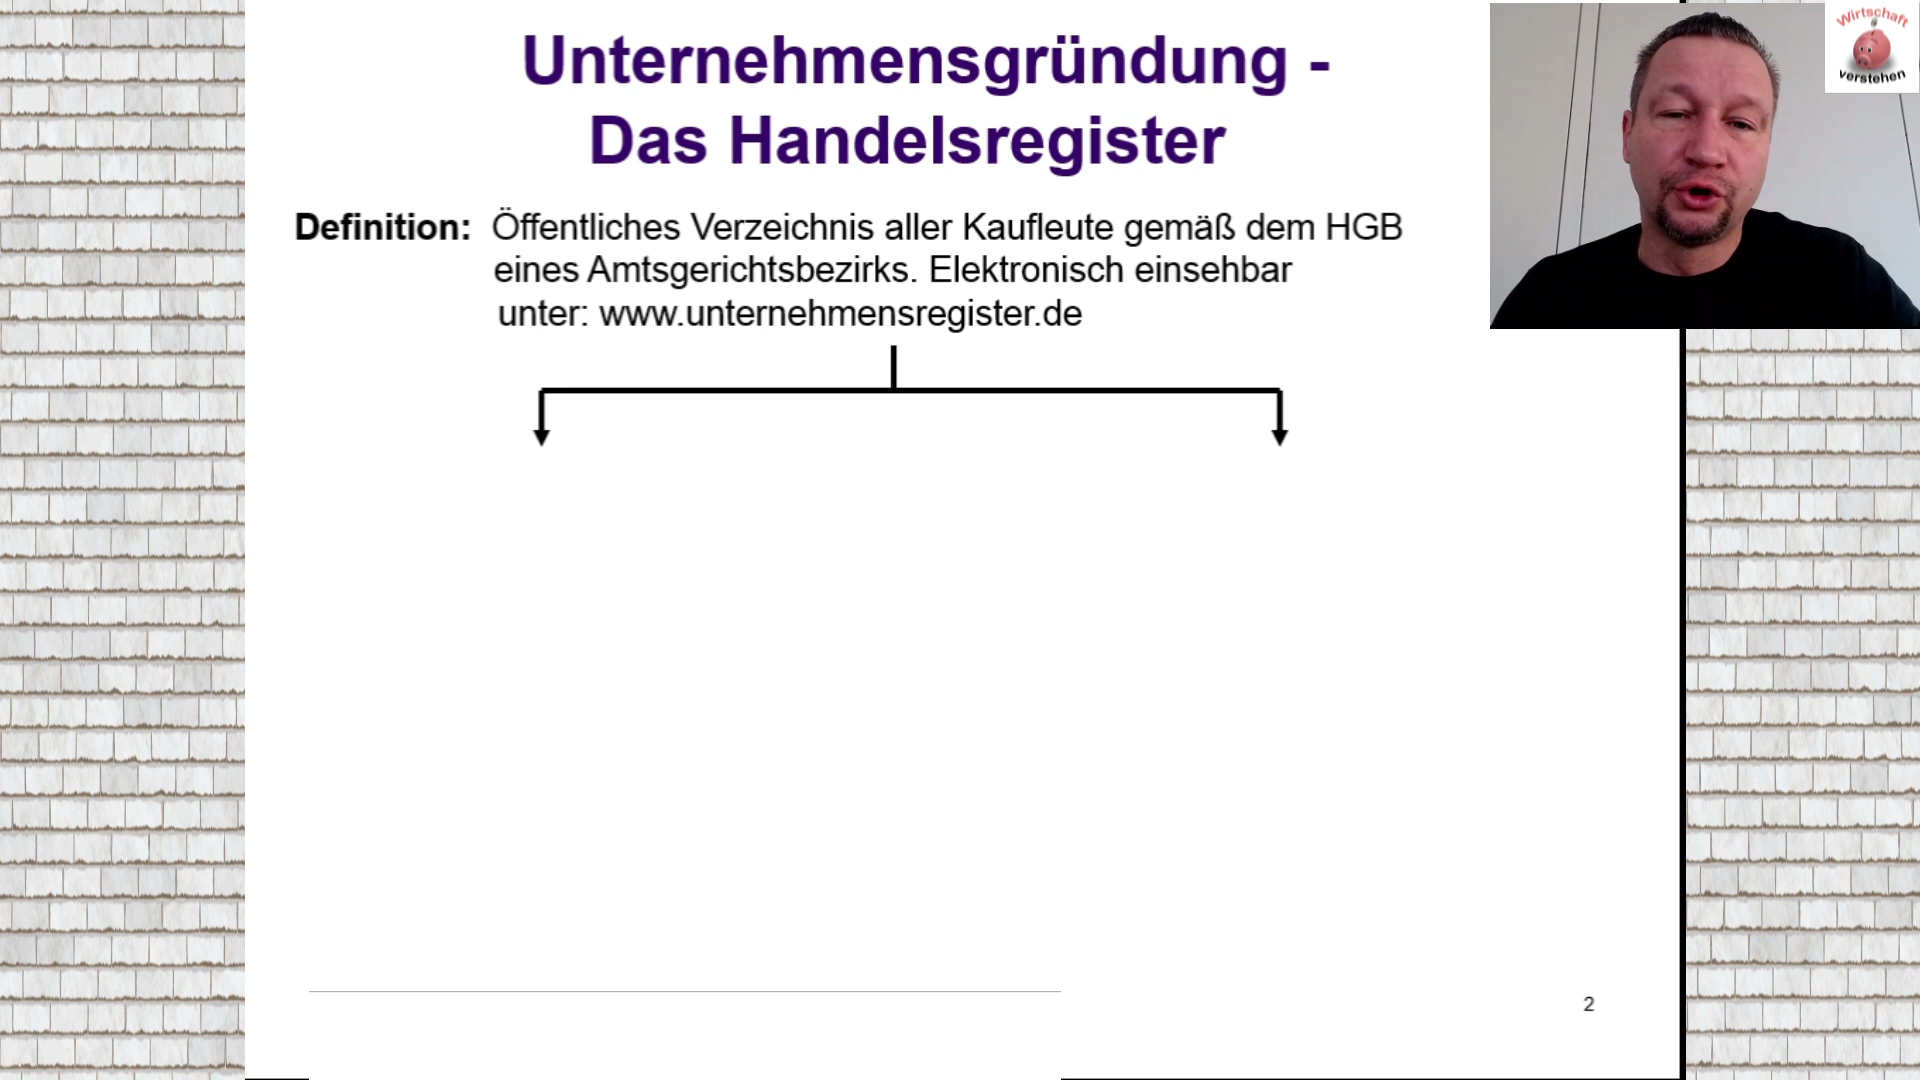 Unternehmensgründung -
Das Handelsregister
Wirtschaft
verstehen
Definition: Öffentliches Verzeichnis aller Kaufleute gemäß dem HGB
eines Amtsgerichtsbezirks. Elektronisch einsehbar
unter: www.unternehmensregister.de
2